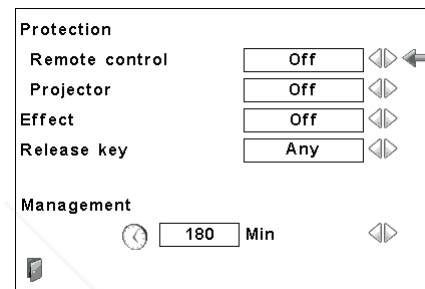 Protection
Remote control Off
Projector Off
Effect Off
Release key Any
Management
180 Min